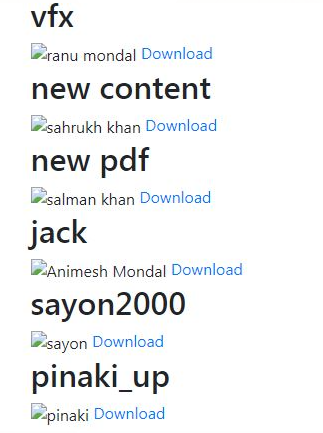 vfx
ranu mondal Download
new content
sahrukh khan Download
new pdf
salman khan Download
jack
Animesh Mondal Download
sayon2000
sayon Download
pinaki_up
pinaki Download